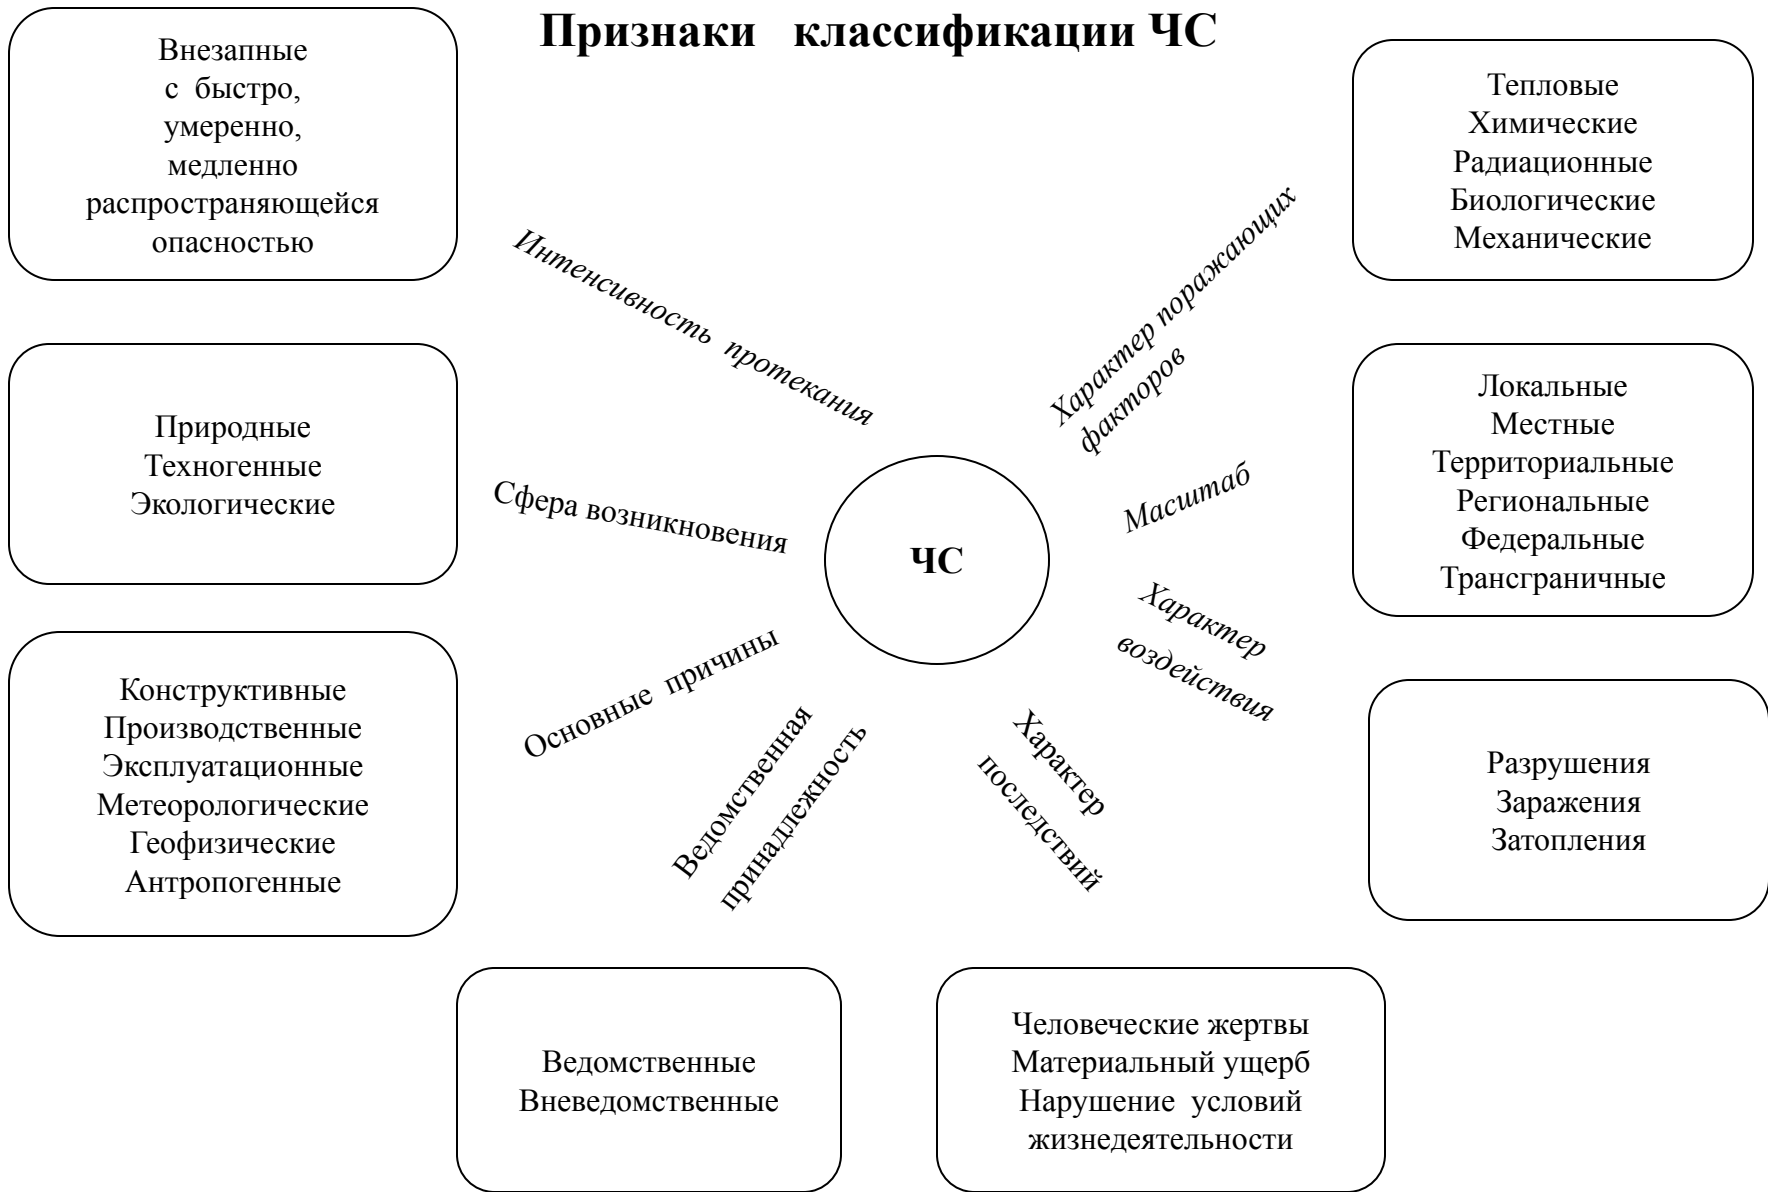 Признаки классификации ЧС
Внезапные
с быстро,
умеренно,
медленно
распространяющейся
опасностью
Интенсивность протекания
Природные
Техногенные
Экологические
Сфера возникновения
Конструктивные
Производственные
Эксплуатационные
Метеорологические
Геофизические
Антропогенные
Основные причины
Ведомственная
принадлежность
Ведомственные
Вневедомственные
ЧС
Характер поражающих
факторов
Тепловые
Химические
Радиационные
Биологические
Механические
Масштаб
Локальные
Местные
Территориальные
Региональные
Федеральные
Трансграничные
Характер
воздействия
Разрушения
Заражения
Затопления
Характер
последствий
Человеческие жертвы
Материальный ущерб
Нарушение условий
жизнедеятельности